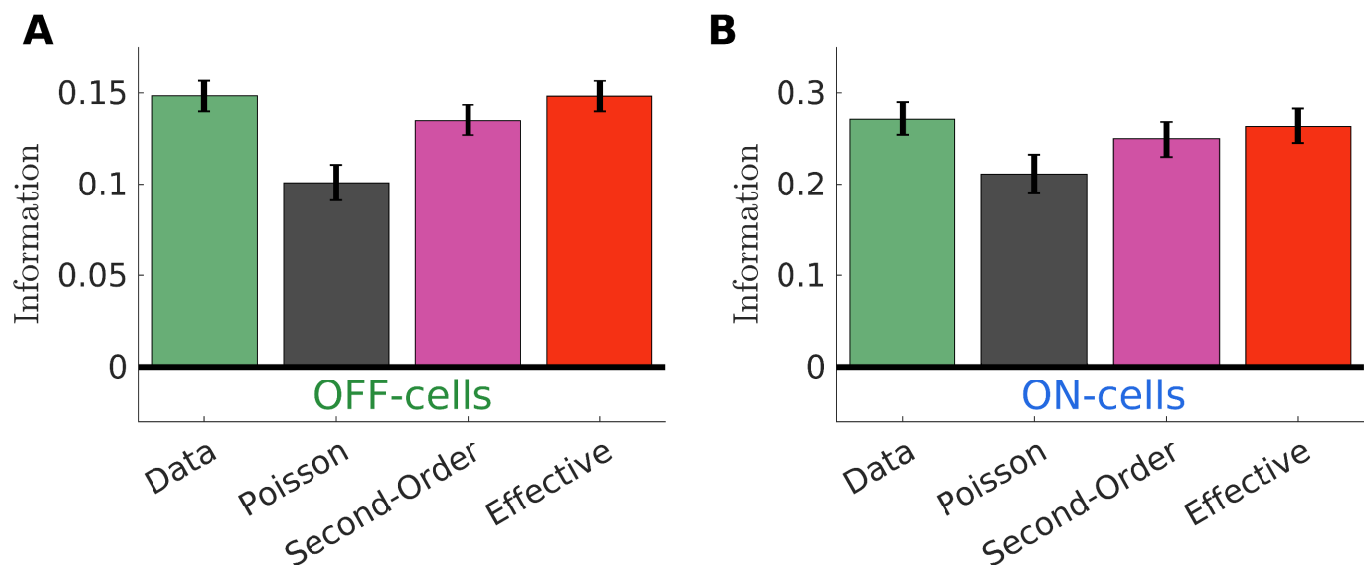 A
Information
0.15
0.1
0.05
0
OFF-cells
Data
Poisson
Second-Order
Effective
B
Information
0.3
0.2
0.1
0
ON-cells
Data
Poisson
Second-Order
Effective